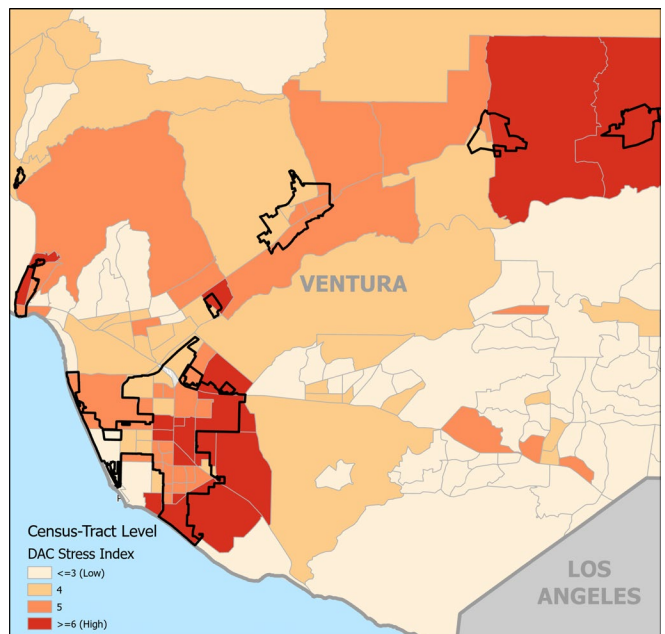 VENTURA
Census-Tract Level
DAC Stress Index
<=3 (Low)
4
5
>=6 (High)
LOS
ANGELES